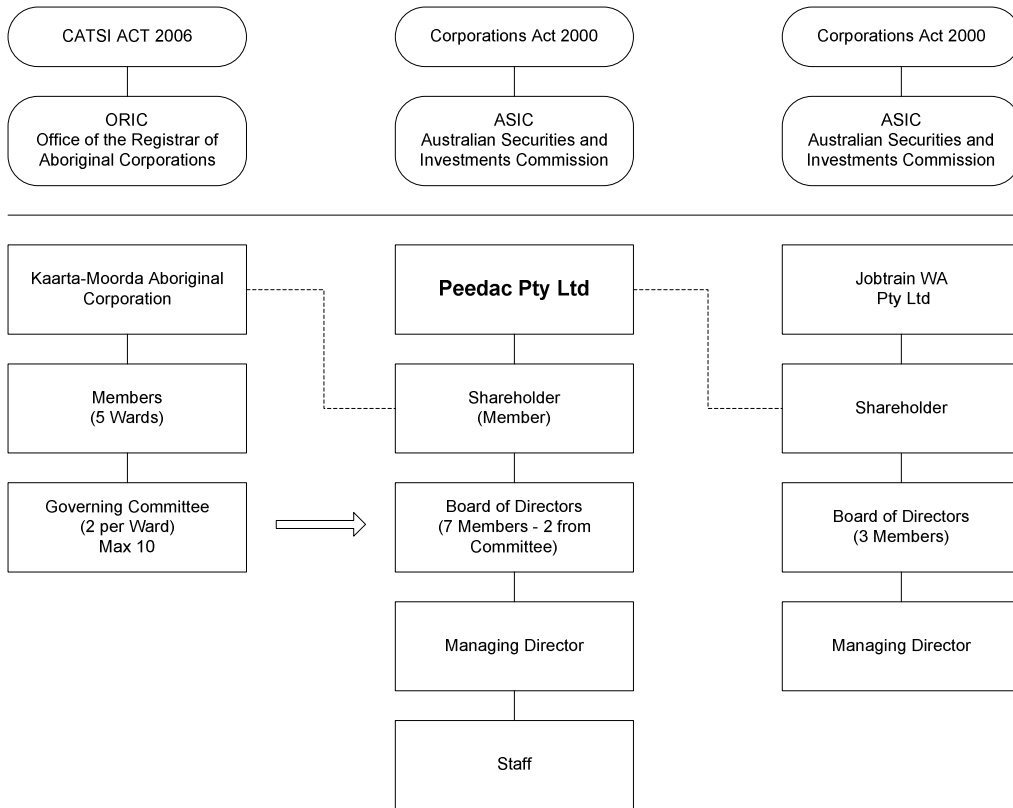 CATSI ACT 2006
Corporations Act 2000
Corporations Act 2000
ORIC
Office of the Registrar of
Aboriginal Corporations
ASIC
Australian Securities and
Investments Commission
ASIC
Australian Securities and
Investments Commission
Kaarta-Moorda Aboriginal
Corporation
Peedac Pty Ltd
Jobtrain WA
Pty Ltd
Members
(5 Wards)
Shareholder
(Member)
Shareholder
Governing Committee
(2 per Ward)
Max 10
Board of Directors
(7 Members - 2 from
Committee)
Board of Directors
(3 Members)
Managing Director
Managing Director
Staff